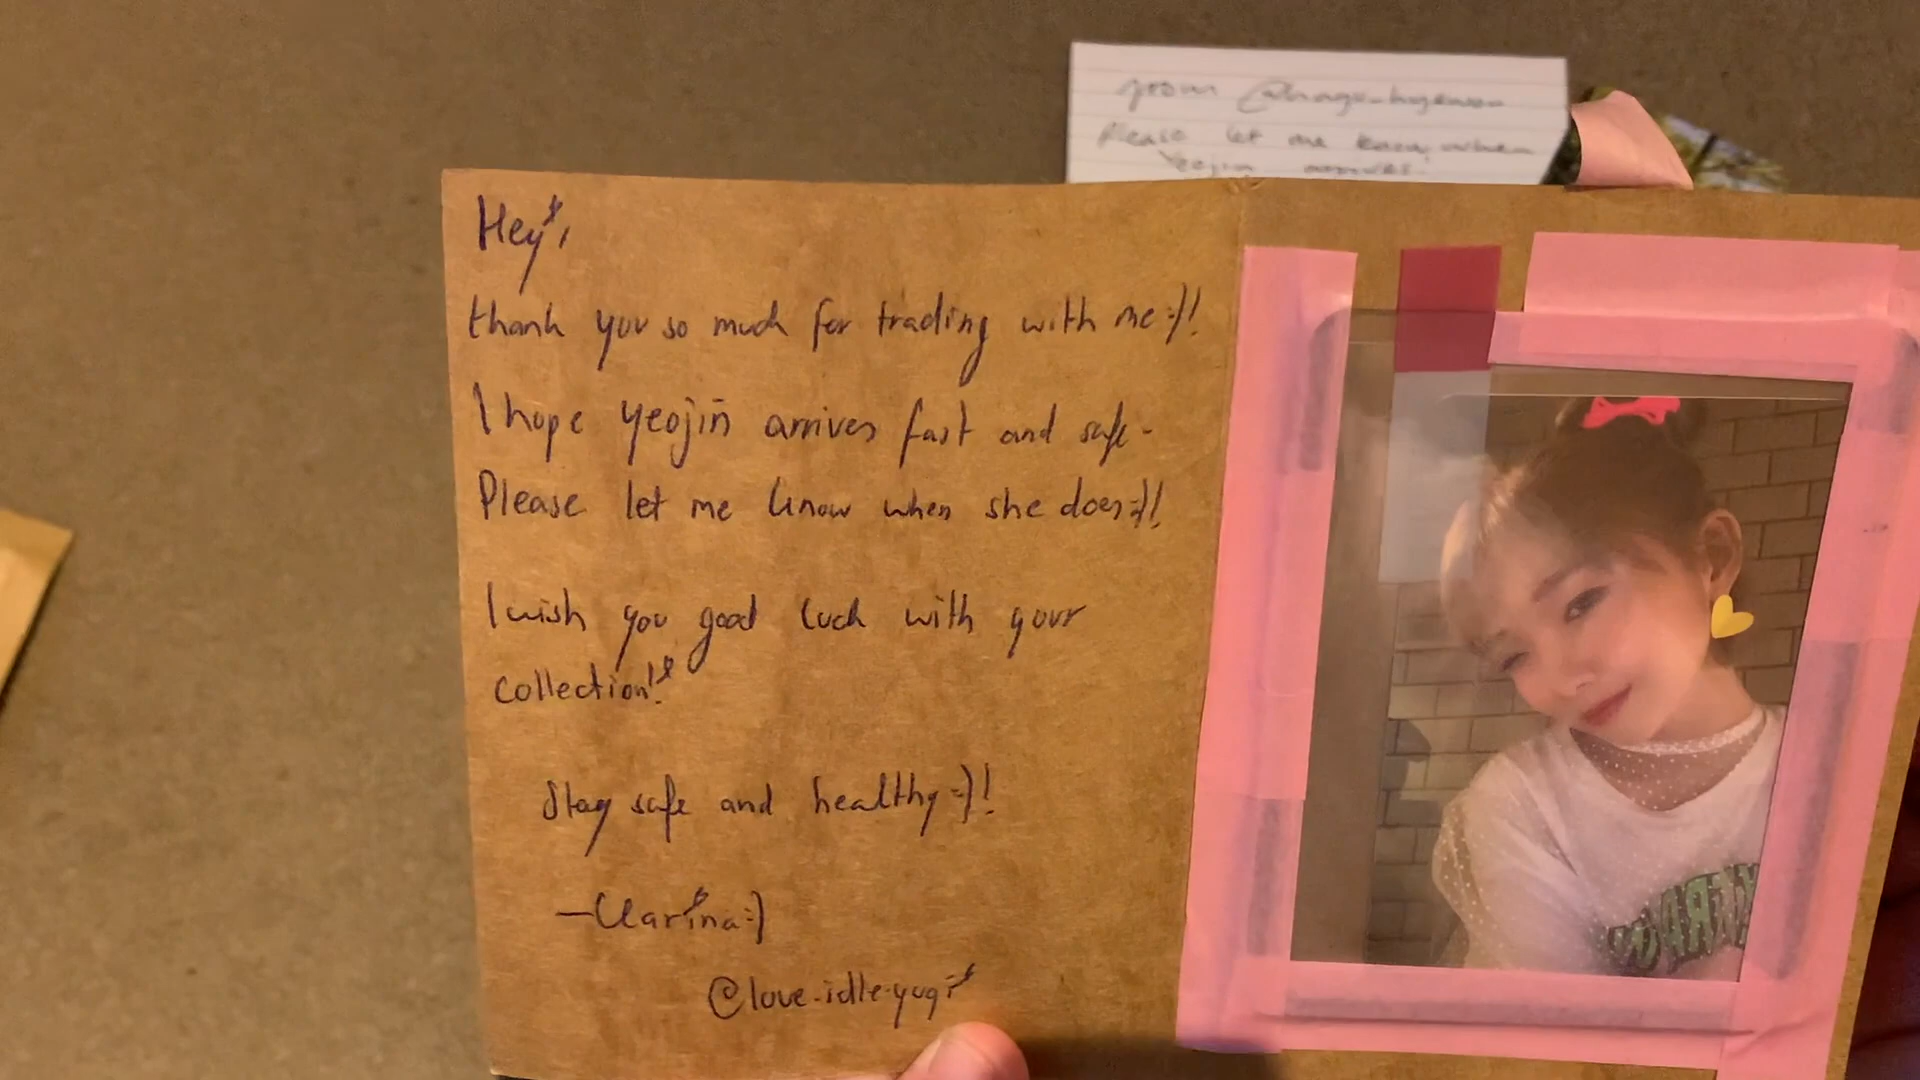 from
Please let me know when
Yeojin arrives.
Hey,
thank you so much for trading with me:)!
I hope yeojin arrives fast and safe.
Please let me know when she does:)!
I wish you good luck with your
collection!
Stay safe and healthy:)!
—Clarina:)
@love.idle.yuqi